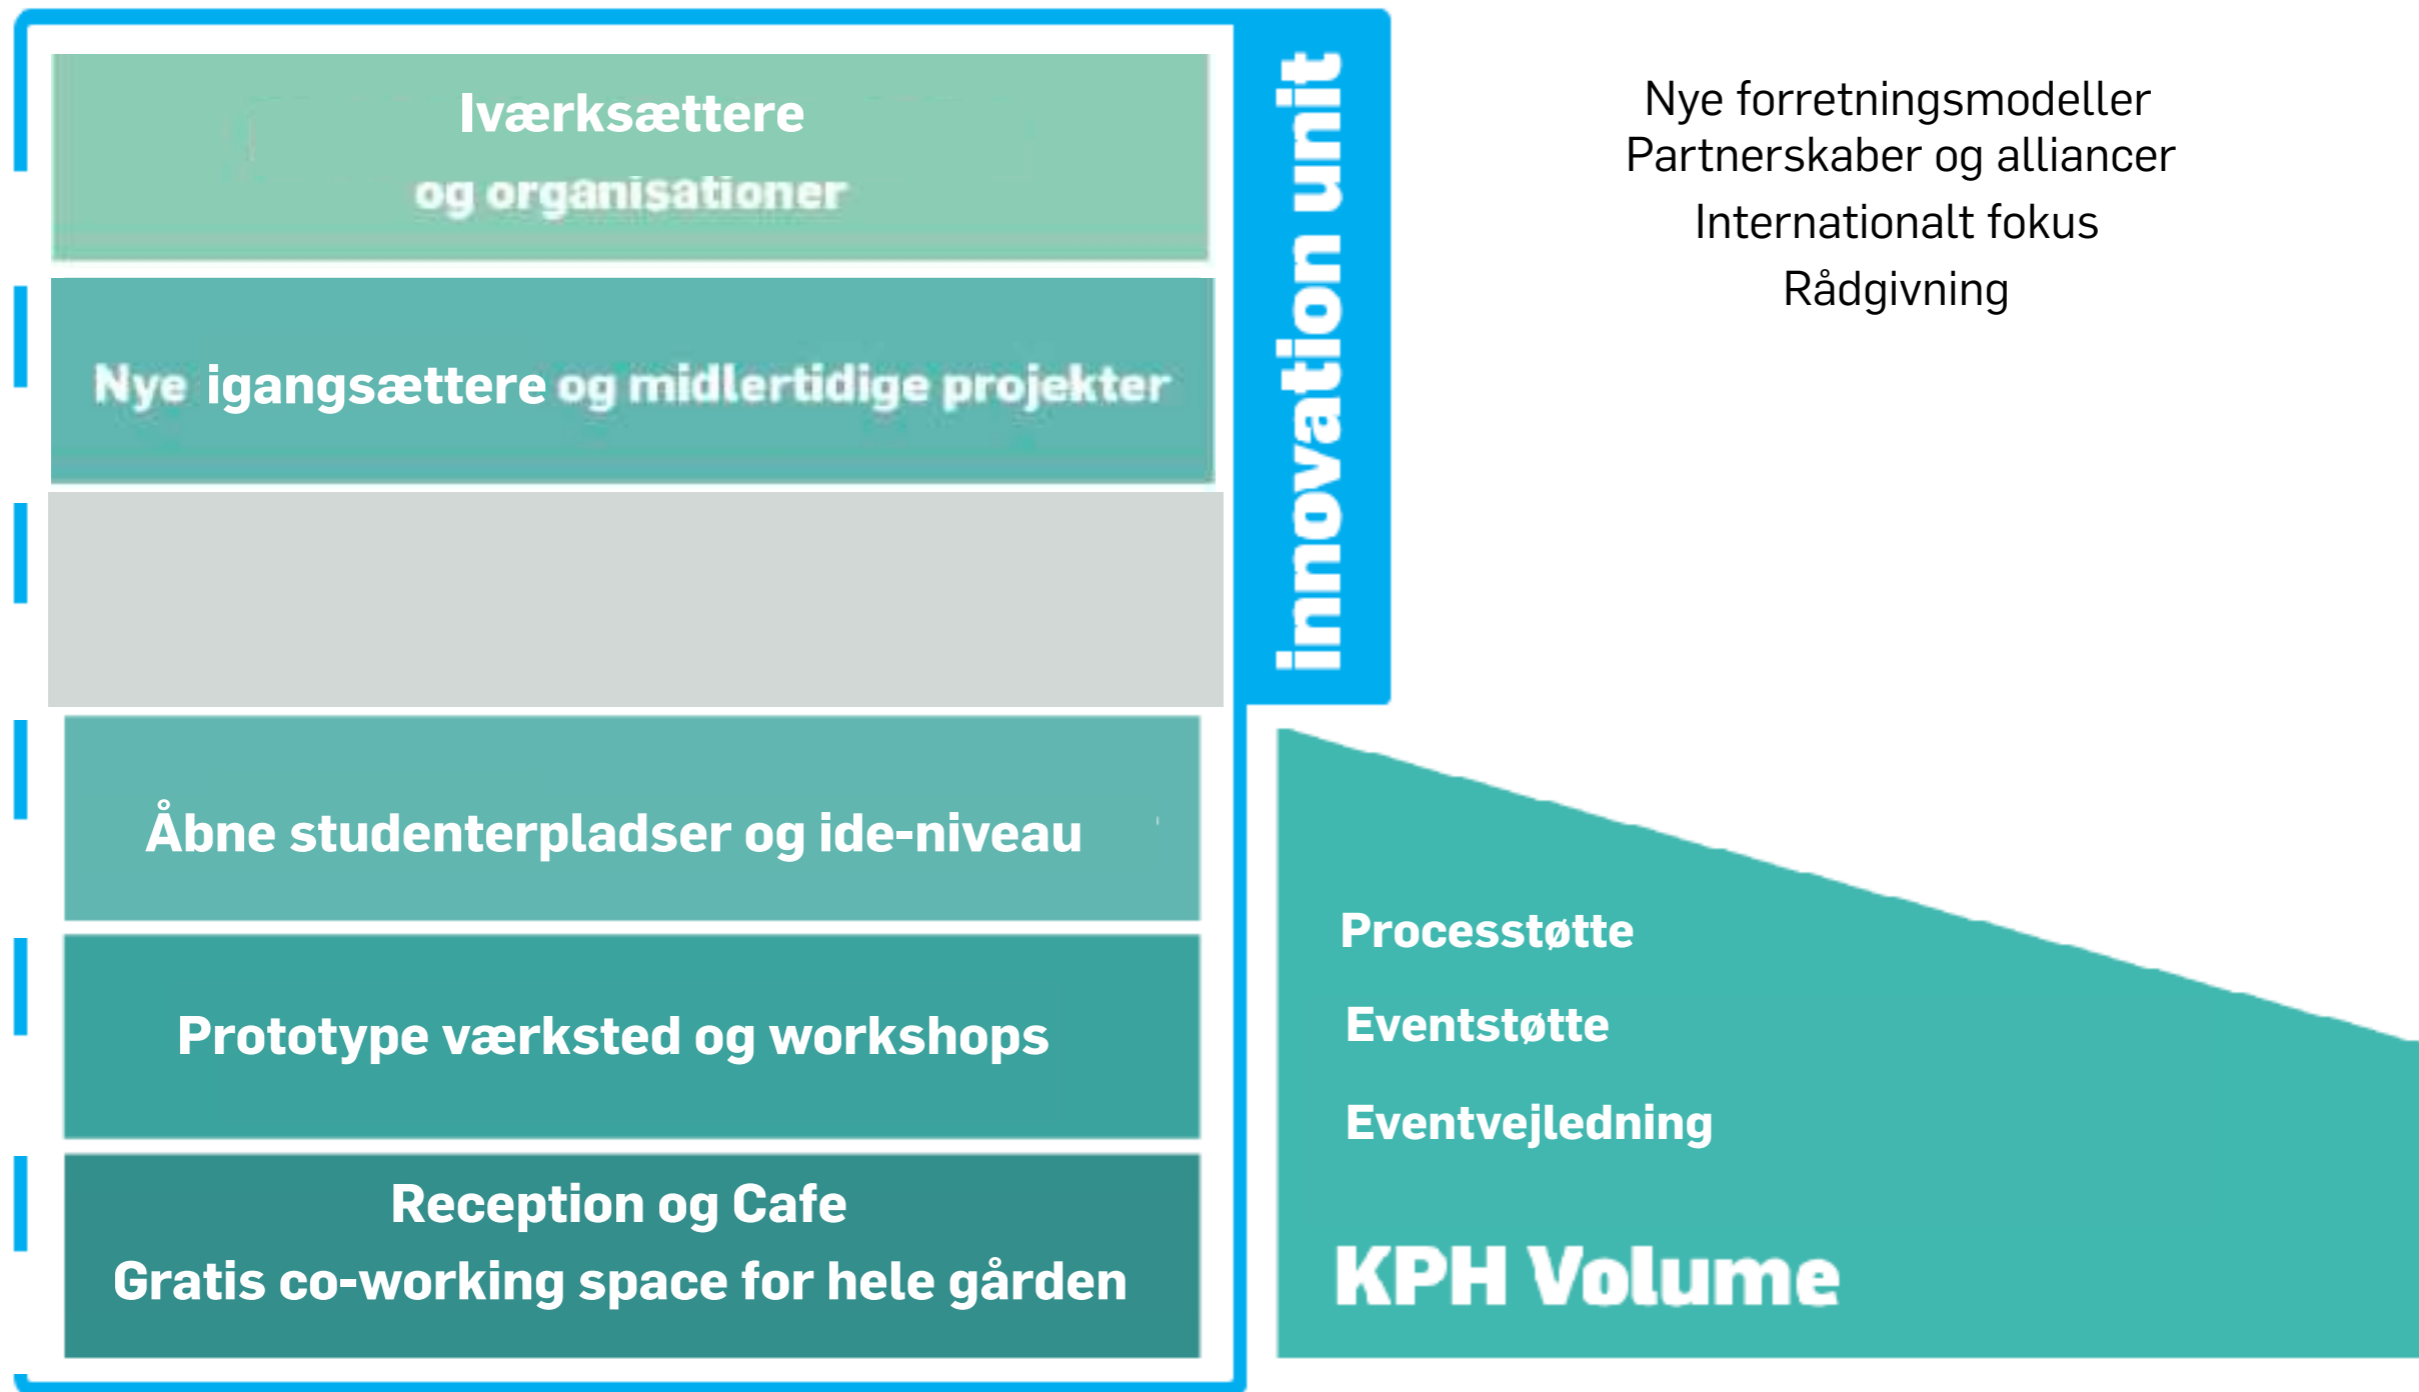 Iværksættere
og organisationer
Nye igangsættere og midlertidige projekter
Åbne studenterpladser og ide-niveau
Prototype værksted og workshops
Reception og Cafe
Gratis co-working space for hele gården
innovation unit
Nye forretningsmodeller
Partnerskaber og alliancer
Internationalt fokus
Rådgivning
Processtøtte
Eventstøtte
Eventvejledning
KPH Volume